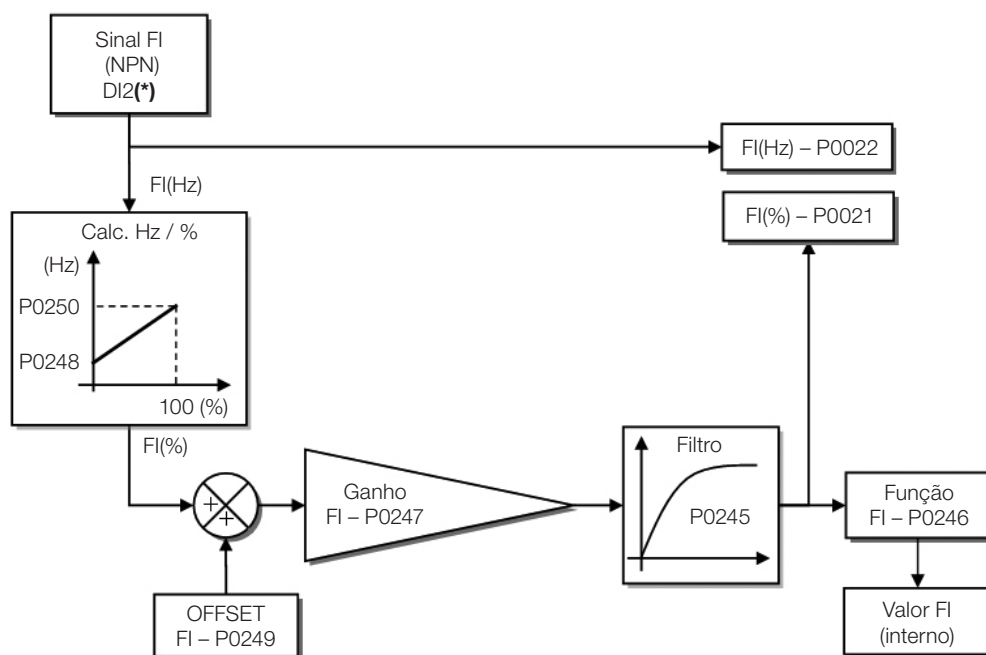 Sinal FI
(NPN)
DI2(*)
FI(Hz) – P0022
FI(Hz)
FI(%) – P0021
Calc. Hz / %
(Hz)
P0250
P0248
100 (%)
FI(%)
+
+
Ganho
FI – P0247
Filtro
P0245
Função
FI – P0246
OFFSET
FI – P0249
Valor FI
(interno)